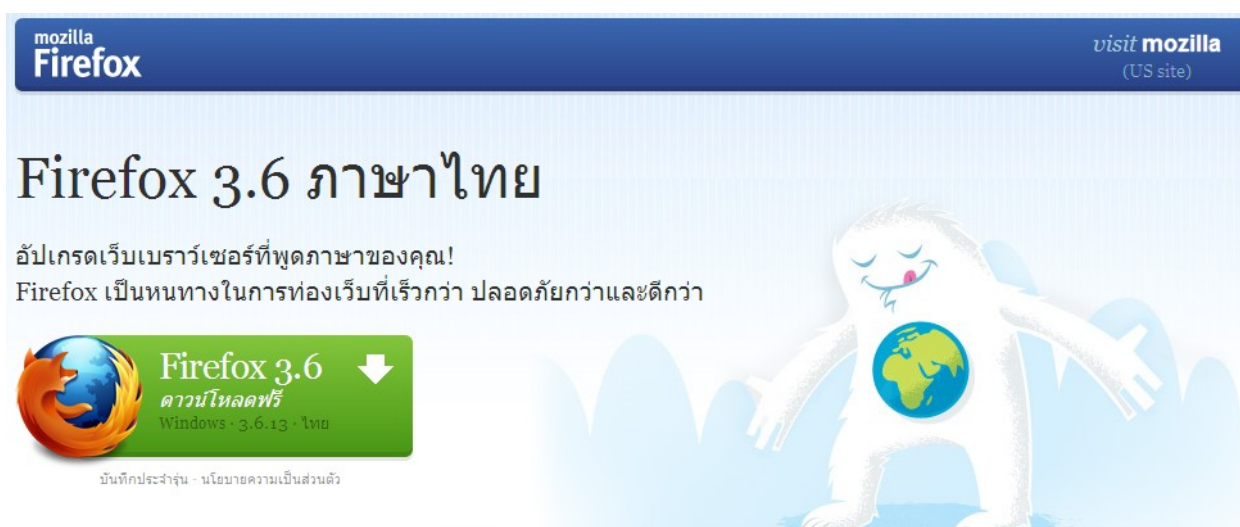 mozilla
Firefox
visit mozilla
(US site)
Firefox 3.6 ภาษาไทย
อัปเกรดเว็บเบราว์เซอร์ที่พูดภาษาของคุณ!
Firefox เป็นหนทางในการท่องเว็บที่เร็วกว่า ปลอดภัยกว่าและดีกว่า
Firefox 3.6
ดาวน์โหลดฟรี
Windows · 3.6.13 · ไทย
บันทึกประจำรุ่น - นโยบายความเป็นส่วนตัว